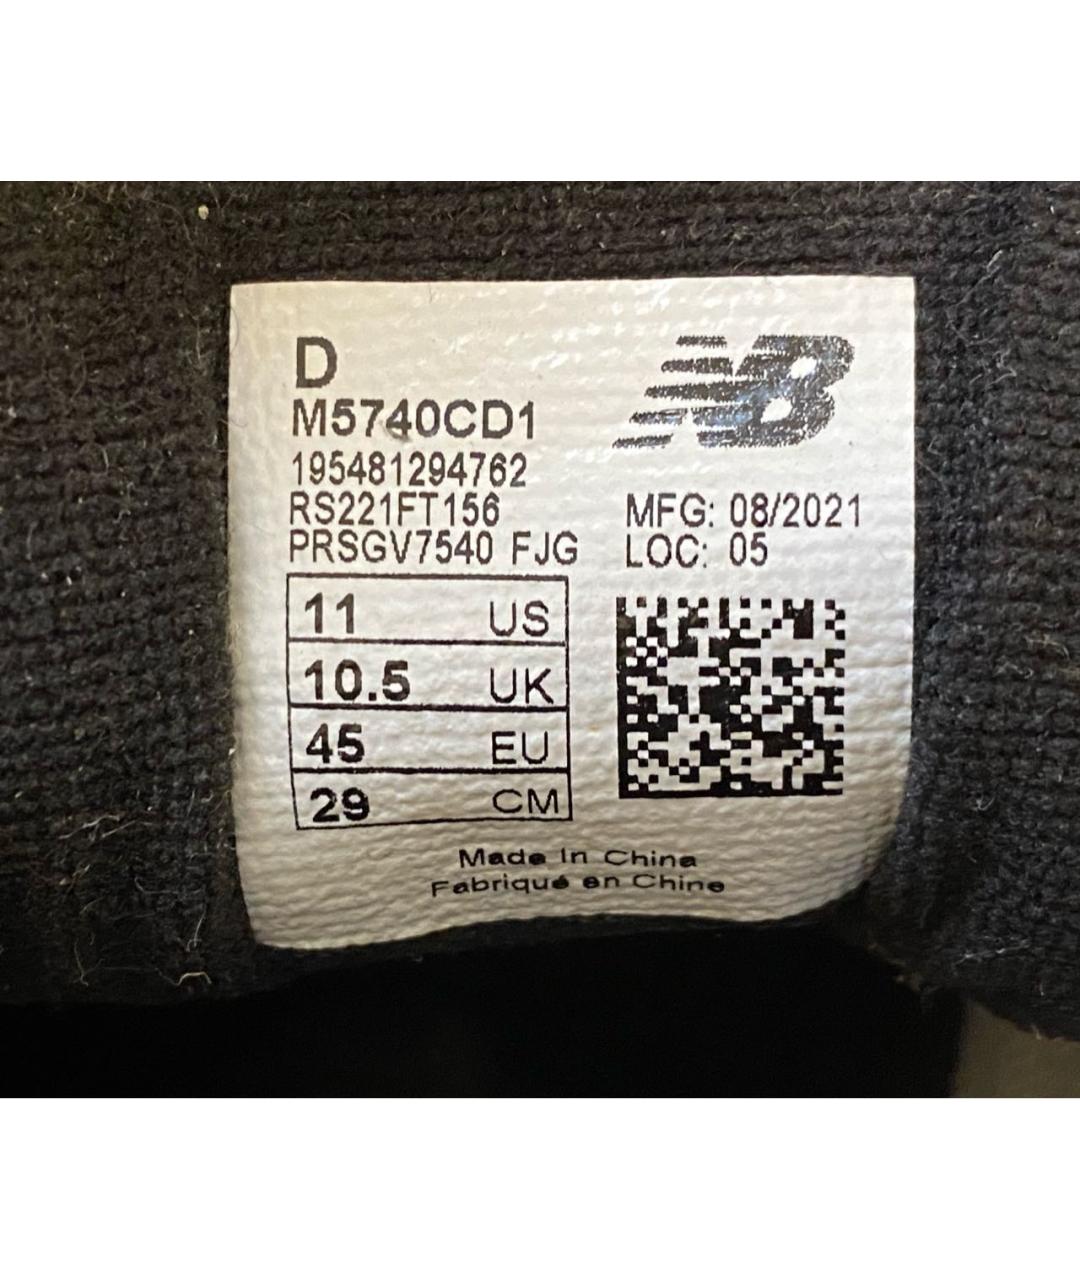 D
NB
M5740CD1
195481294762
RS221FT156
MFG: 08/2021
PRSGV7540 FJG
LOC: 05
11 US
10.5 UK
45 EU
29 CM
Made In China
Fabriqué en Chine